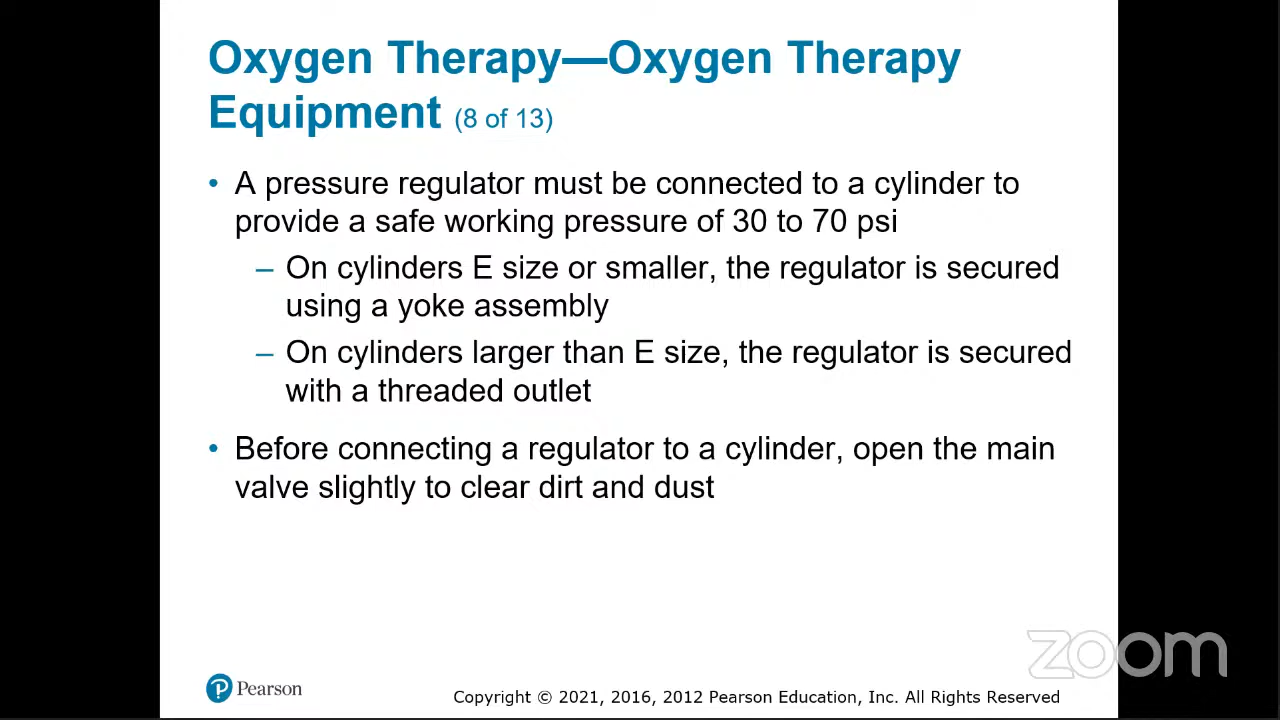 Oxygen Therapy—Oxygen Therapy
Equipment (8 of 13)
• A pressure regulator must be connected to a cylinder to
provide a safe working pressure of 30 to 70 psi
– On cylinders E size or smaller, the regulator is secured
using a yoke assembly
– On cylinders larger than E size, the regulator is secured
with a threaded outlet
• Before connecting a regulator to a cylinder, open the main
valve slightly to clear dirt and dust
zoom
P Pearson
Copyright © 2021, 2016, 2012 Pearson Education, Inc. All Rights Reserved